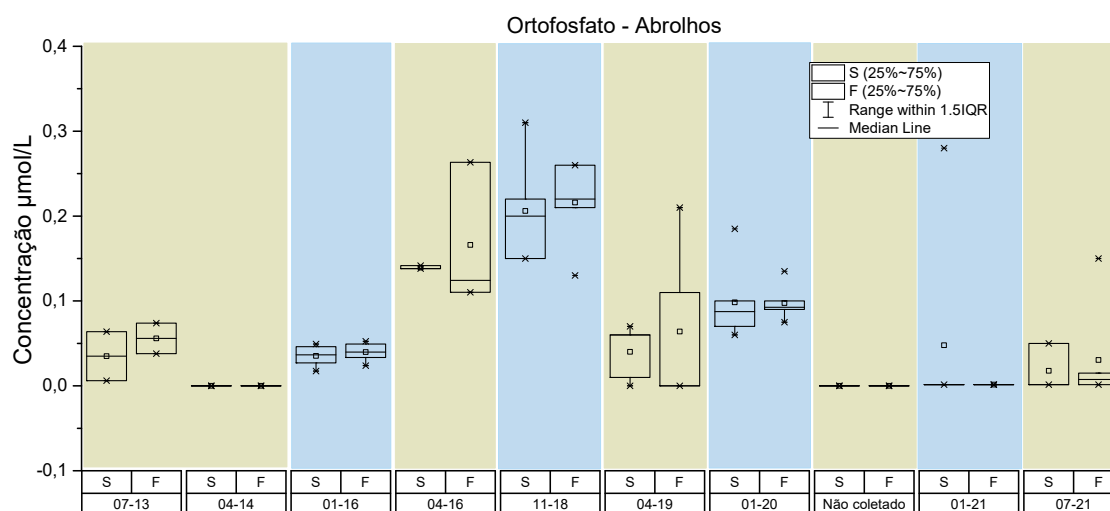 Ortofosfato - Abrolhos
Concentração µmol/L
0,4
0,3
0,2
0,1
0,0
-0,1
S (25%~75%)
F (25%~75%)
Range within 1.5IQR
Median Line
S F S F S F S F S F S F S F S F S F S F
07-13 04-14 01-16 04-16 11-18 04-19 01-20 Não coletado 01-21 07-21